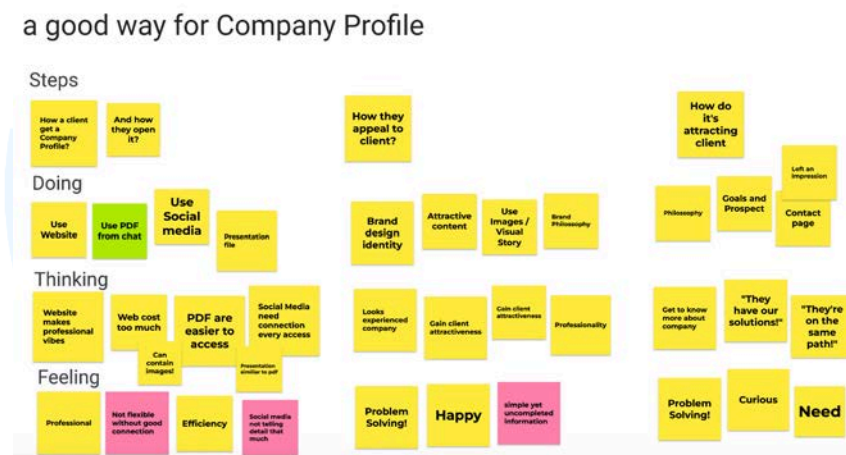 a good way for Company Profile
Steps
How a client
get a
Company
Profile?
And how
they open
it?
How they
appeal to
client?
How do
it's
attracting
client
Doing
Use
Website
Use PDF
from chat
Use
Social
media
Presentation
file
Brand
design
identity
Attractive
content
Use
Images /
Visual
Story
Brand
Philosophy
Philosophy
Goals and
Prospect
Left an
impression
Contact
page
Thinking
Website
makes
professional
vibes
Web cost
too much
Can
contain
images!
PDF are
easier to
access
Social Media
need
connection
every access
Presentation
similar to pdf
Looks
experienced
company
Gain client
attractiveness
Gain client
attractiveness
Professionality
Get to know
more about
company
"They
have our
solutions!"
"They're
on the
same
path!"
Feeling
Professional
Not flexible
without good
connection
Efficiency
Social media
not telling
detail that
much
Problem
Solving!
Happy
simple yet
uncompleted
information
Problem
Solving!
Curious
Need